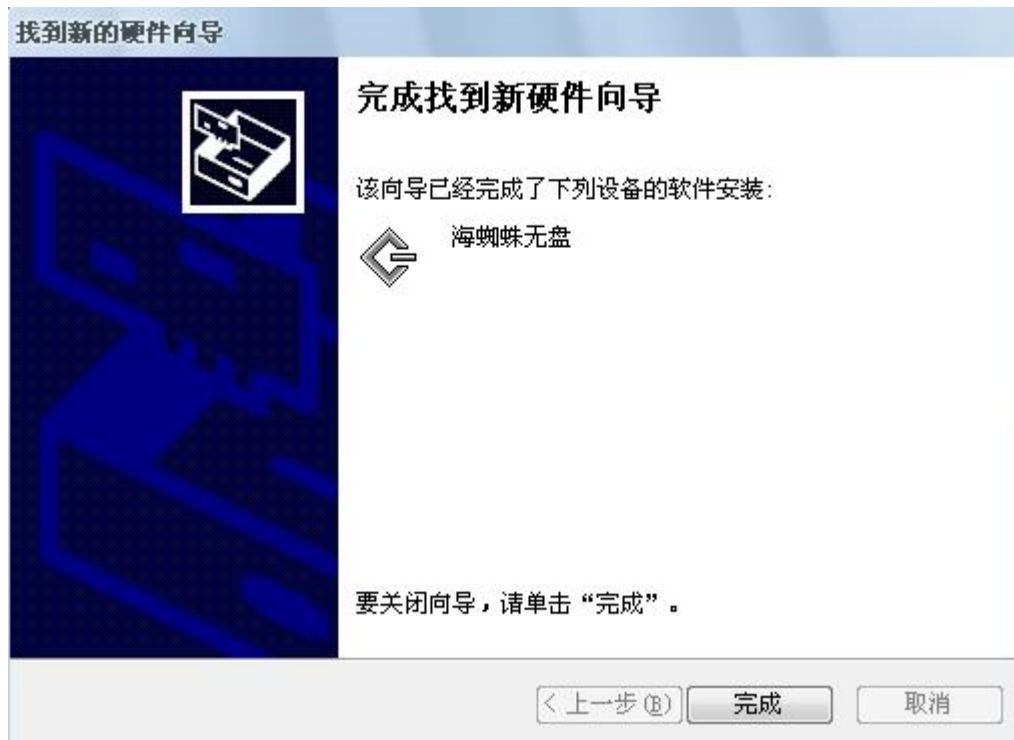 找到新的硬件向导
完成找到新硬件向导
该向导已经完成了下列设备的软件安装:
海蜘蛛无盘
要关闭向导，请单击“完成”。
< 上一步(B) 完成 取消